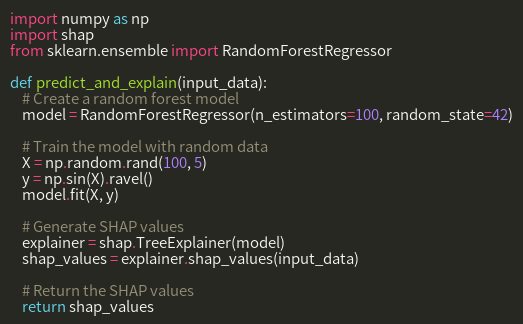 import numpy as np
import shap
from sklearn.ensemble import RandomForestRegressor
def predict_and_explain(input_data):
# Create a random forest model
model = RandomForestRegressor(n_estimators=100, random_state=42)
# Train the model with random data
X = np.random.rand(100, 5)
y = np.sin(X).ravel()
model.fit(X, y)
# Generate SHAP values
explainer = shap.TreeExplainer(model)
shap_values = explainer.shap_values(input_data)
# Return the SHAP values
return shap_values